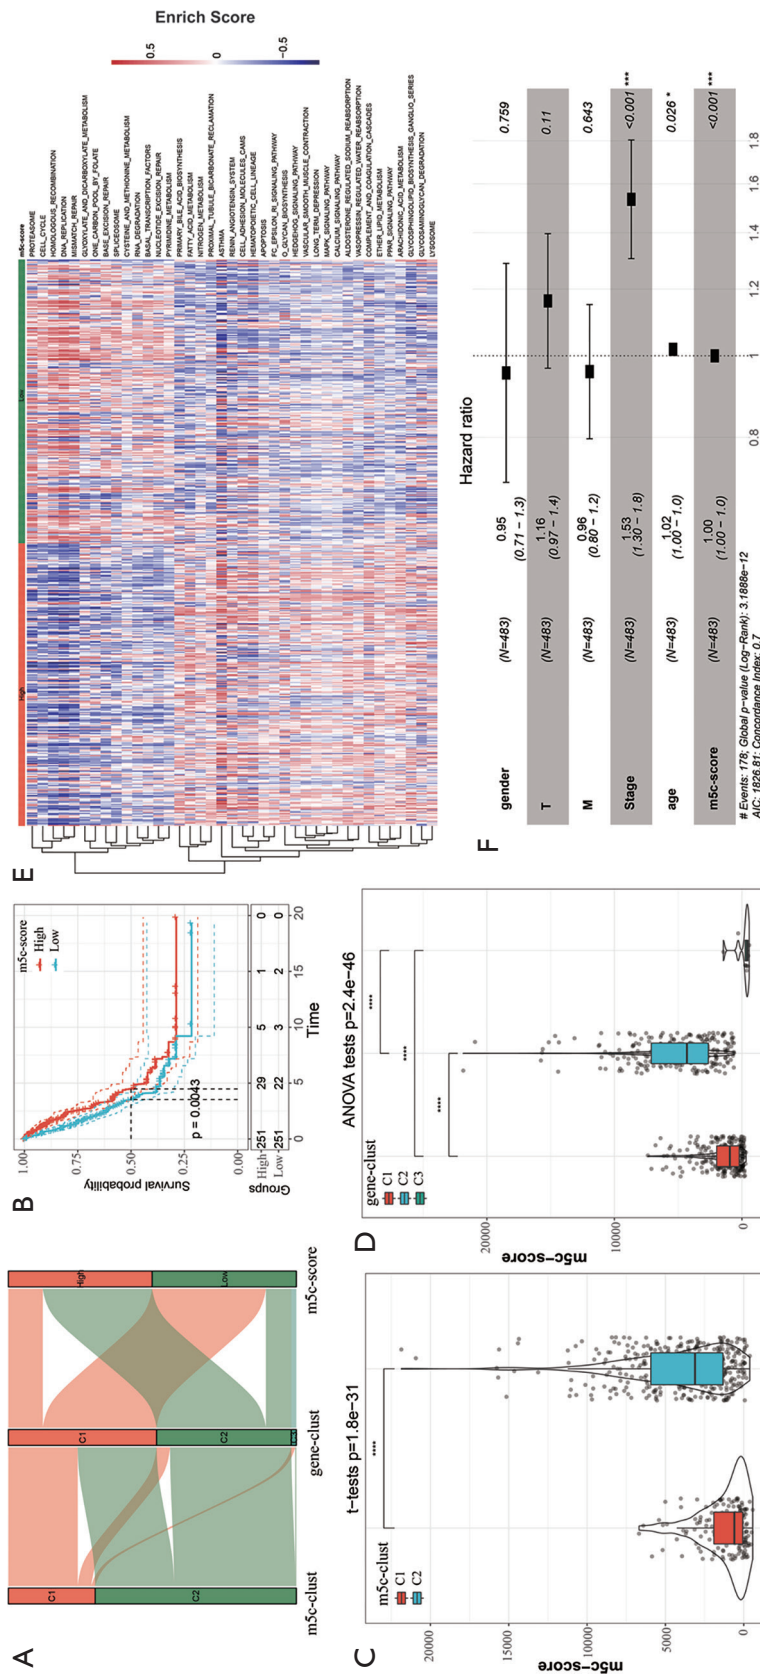 A
C1
C2
m5c-clust
C1
C2
C3
gene-clust
High
Low
m5c-score
B
m5c-score
High
Low
Survival probability
1.00
0.75
0.50
0.25
0.00
p = 0.0043
Groups
High 251 29 5 1 0
Low 251 22 3 2 0
0 5 10 15 20
Time
C
t-tests p=1.8e-31
m5c-clust
C1
C2
****
m5c-score
25000
20000
15000
10000
5000
0
D
ANOVA tests p=2.4e-46
gene-clust
C1
C2
C3
****
****
****
m5c-score
20000
10000
0
E
High
Low
m5c-score
PROTEASOME
CELL_CYCLE
HOMOLOGOUS_RECOMBINATION
DNA_REPLICATION
MISMATCH_REPAIR
GLYOXYLATE_AND_DICARBOXYLATE_METABOLISM
ONE_CARBON_POOL_BY_FOLATE
BASE_EXCISION_REPAIR
SPLICEOSOME
CYSTEINE_AND_METHIONINE_METABOLISM
RNA_DEGRADATION
BASAL_TRANSCRIPTION_FACTORS
NUCLEOTIDE_EXCISION_REPAIR
PYRIMIDINE_METABOLISM
PRIMARY_BILE_ACID_BIOSYNTHESIS
FATTY_ACID_METABOLISM
NITROGEN_METABOLISM
PROXIMAL_TUBULE_BICARBONATE_RECLAMATION
ASTHMA
RENIN_ANGIOTENSIN_SYSTEM
CELL_ADHESION_MOLECULES_CAMS
HEMATOPOIETIC_CELL_LINEAGE
APOPTOSIS
FC_EPSILON_RI_SIGNALING_PATHWAY
O_GLYCAN_BIOSYNTHESIS
HEDGEHOG_SIGNALING_PATHWAY
VASCULAR_SMOOTH_MUSCLE_CONTRACTION
LONG_TERM_DEPRESSION
MAPK_SIGNALING_PATHWAY
CALCIUM_SIGNALING_PATHWAY
ALDOSTERONE_REGULATED_SODIUM_REABSORPTION
VASOPRESSIN_REGULATED_WATER_REABSORPTION
COMPLEMENT_AND_COAGULATION_CASCADES
ETHER_LIPID_METABOLISM
PPAR_SIGNALING_PATHWAY
ARACHIDONIC_ACID_METABOLISM
GLYCOSPHINGOLIPID_BIOSYNTHESIS_GANGLIO_SERIES
GLYCOSAMINOGLYCAN_DEGRADATION
LYSOSOME
Enrich Score
0.5
0
-0.5
F
Hazard ratio
gender (N=483) 0.95 (0.71 - 1.3) 0.759
T (N=483) 1.16 (0.97 - 1.4) 0.11
M (N=483) 0.96 (0.80 - 1.2) 0.643
Stage (N=483) 1.53 (1.30 - 1.8) <0.001 ***
age (N=483) 1.02 (1.00 - 1.0) 0.026 *
m5c-score (N=483) 1.00 (1.00 - 1.0) <0.001 ***
# Events: 178; Global p-value (Log-Rank): 3.1888e-12
AIC: 1826.81; Concordance Index: 0.7
0.8 1 1.2 1.4 1.6 1.8